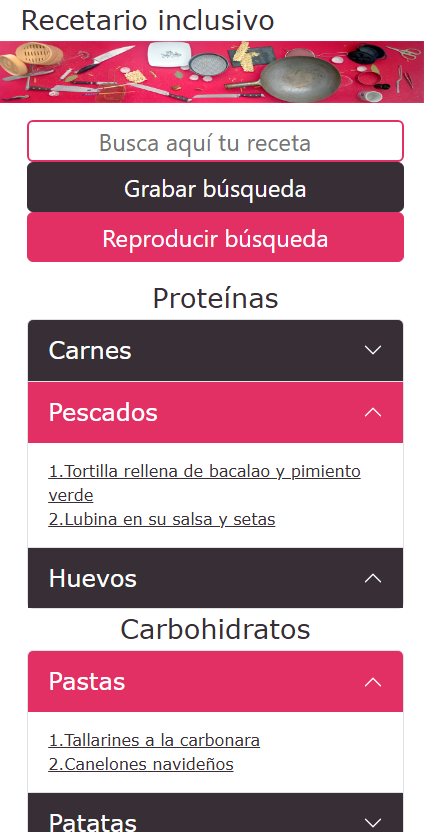 Recetario inclusivo
Busca aquí tu receta
Grabar búsqueda
Reproducir búsqueda
Proteínas
Carnes
Pescados
1.Tortilla rellena de bacalao y pimiento
verde
2.Lubina en su salsa y setas
Huevos
Carbohidratos
Pastas
1.Tallarines a la carbonara
2.Canelones navideños
Patatas